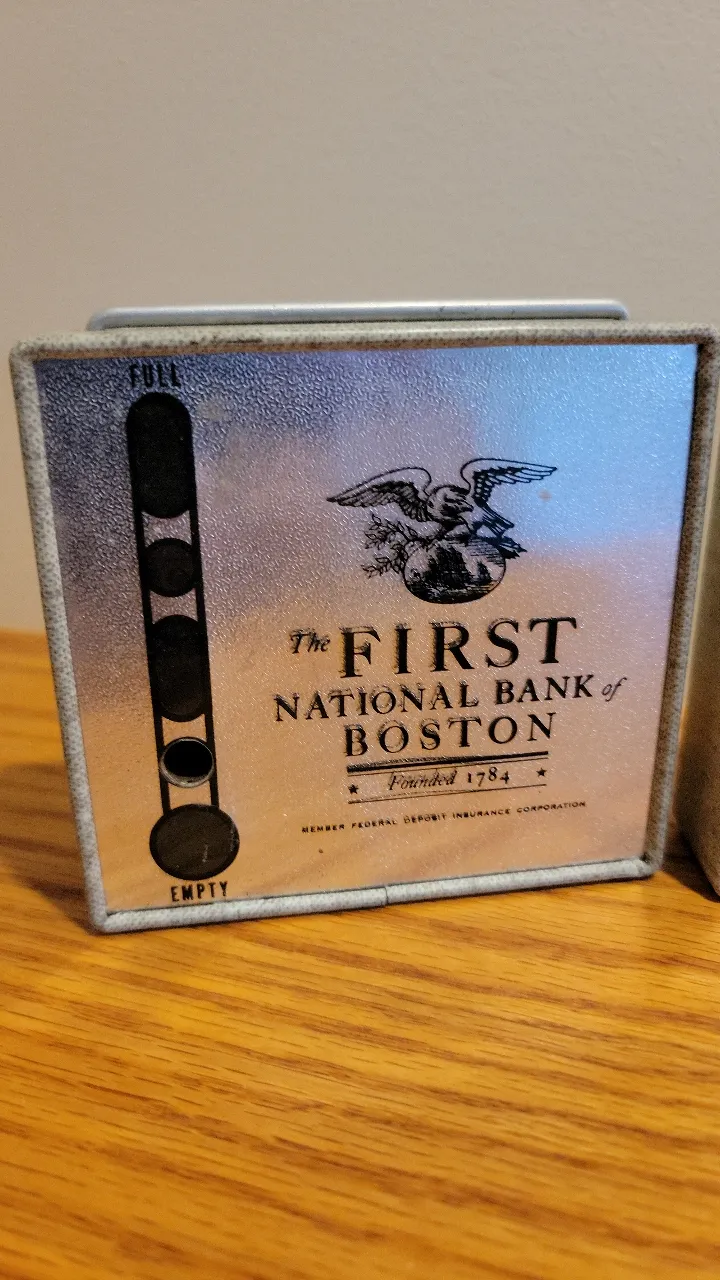 FULL
The FIRST
NATIONAL BANK of
BOSTON
Founded 1784
MEMBER FEDERAL DEPOSIT INSURANCE CORPORATION
EMPTY